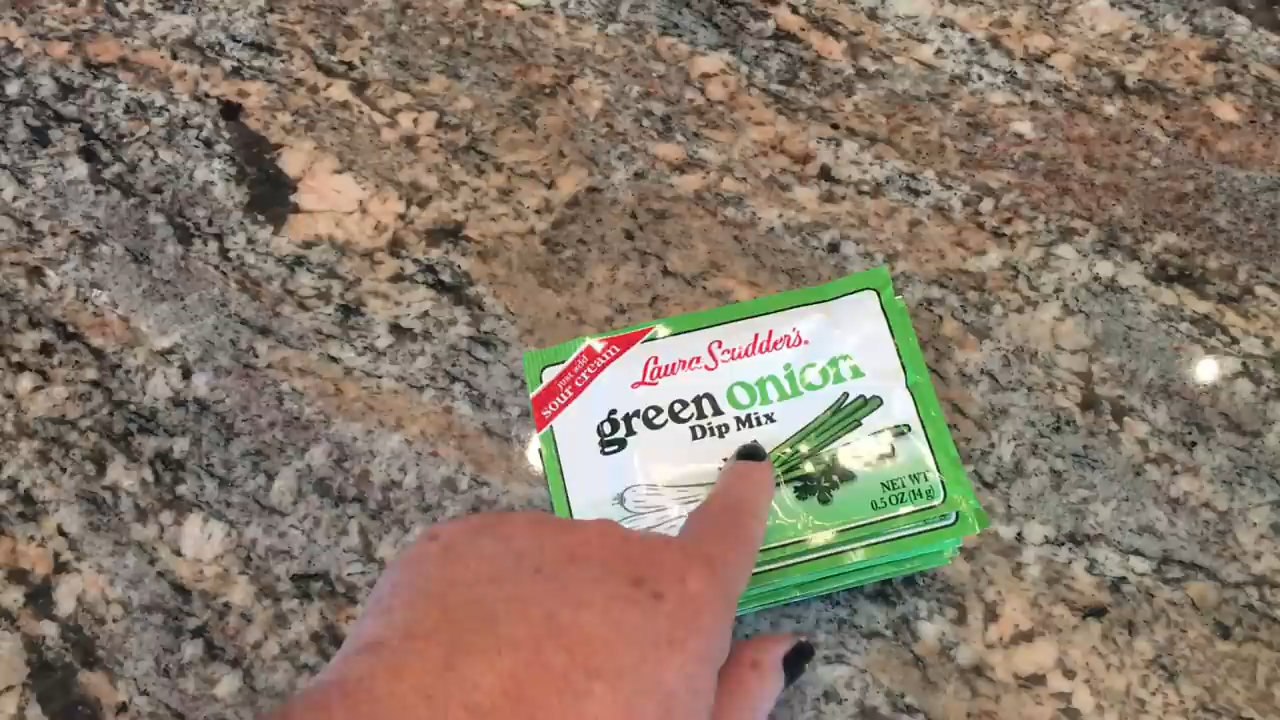 just add
sour cream
Laura Scudder's®
green onion
Dip Mix
NET WT
0.5 OZ (14 g)